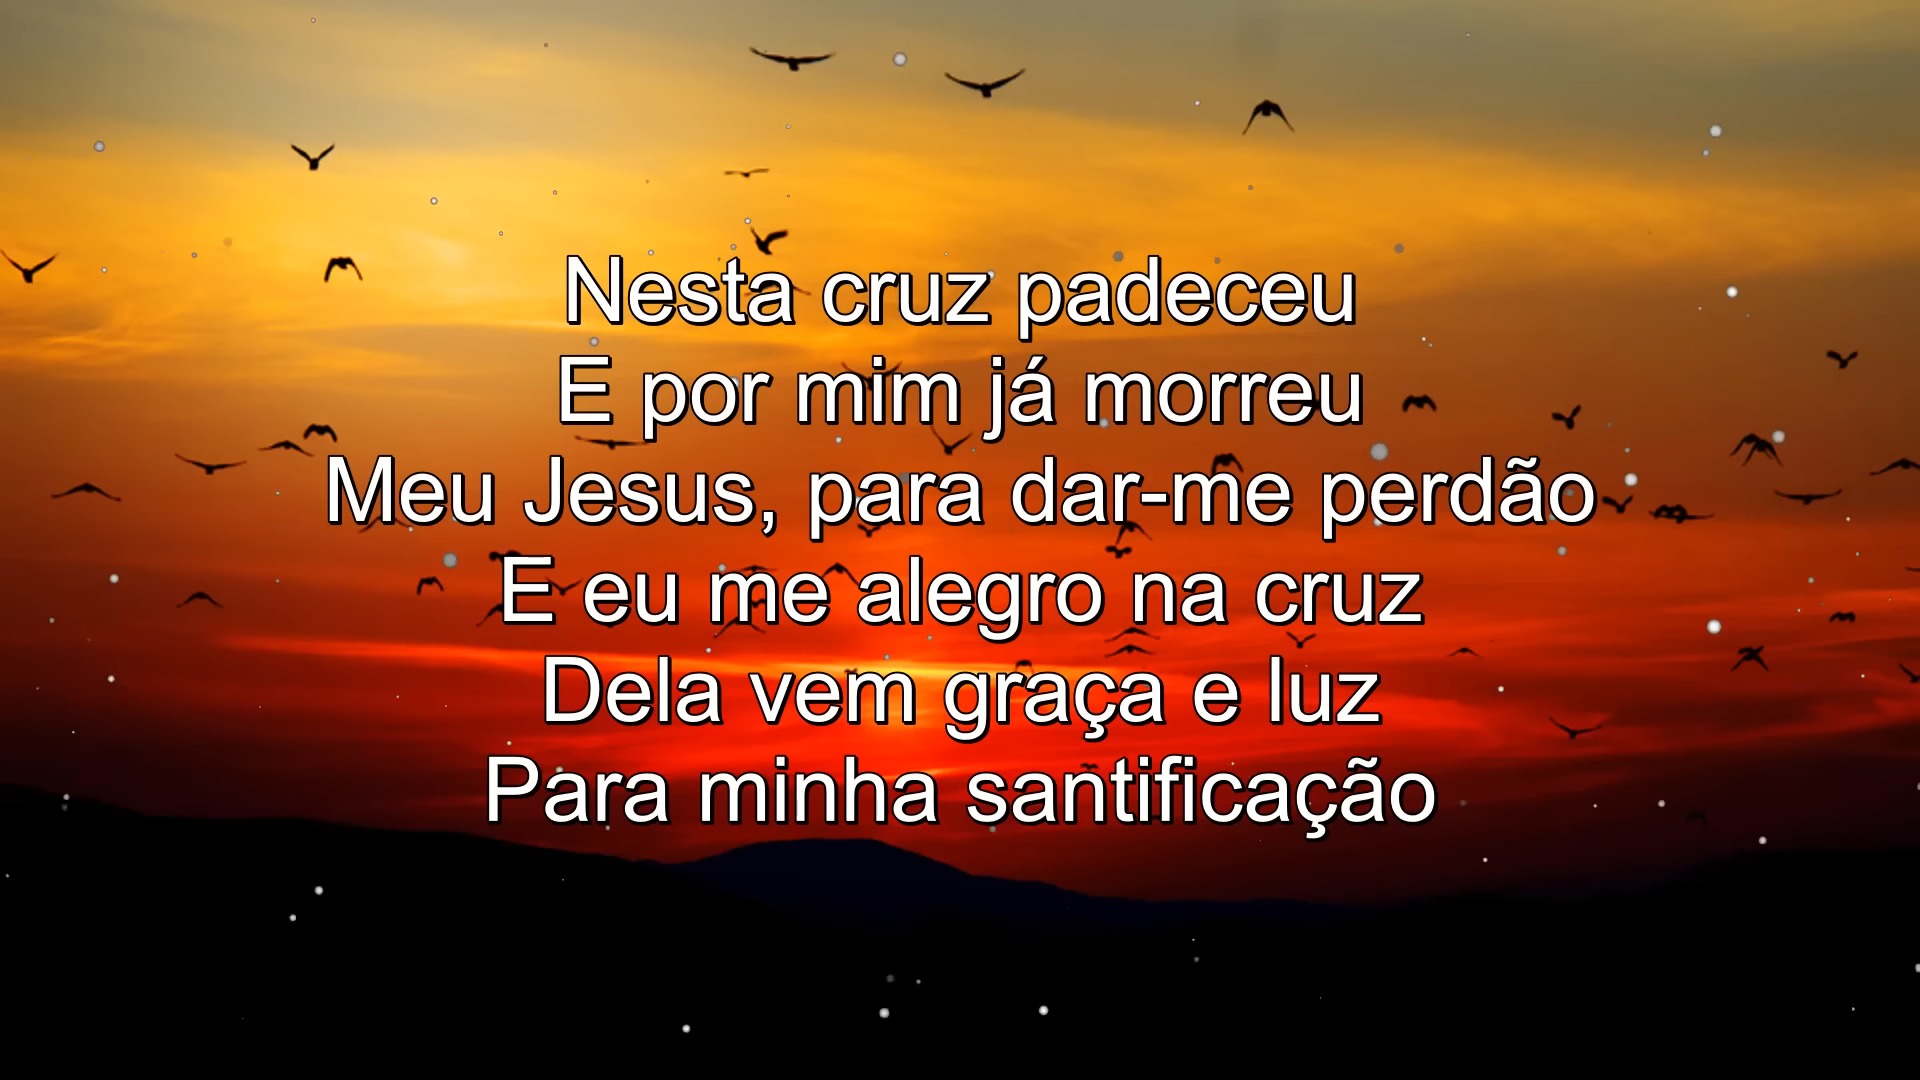 Nesta cruz padeceu
E por mim já morreu
Meu Jesus, para dar-me perdão
E eu me alegro na cruz
Dela vem graça e luz
Para minha santificação